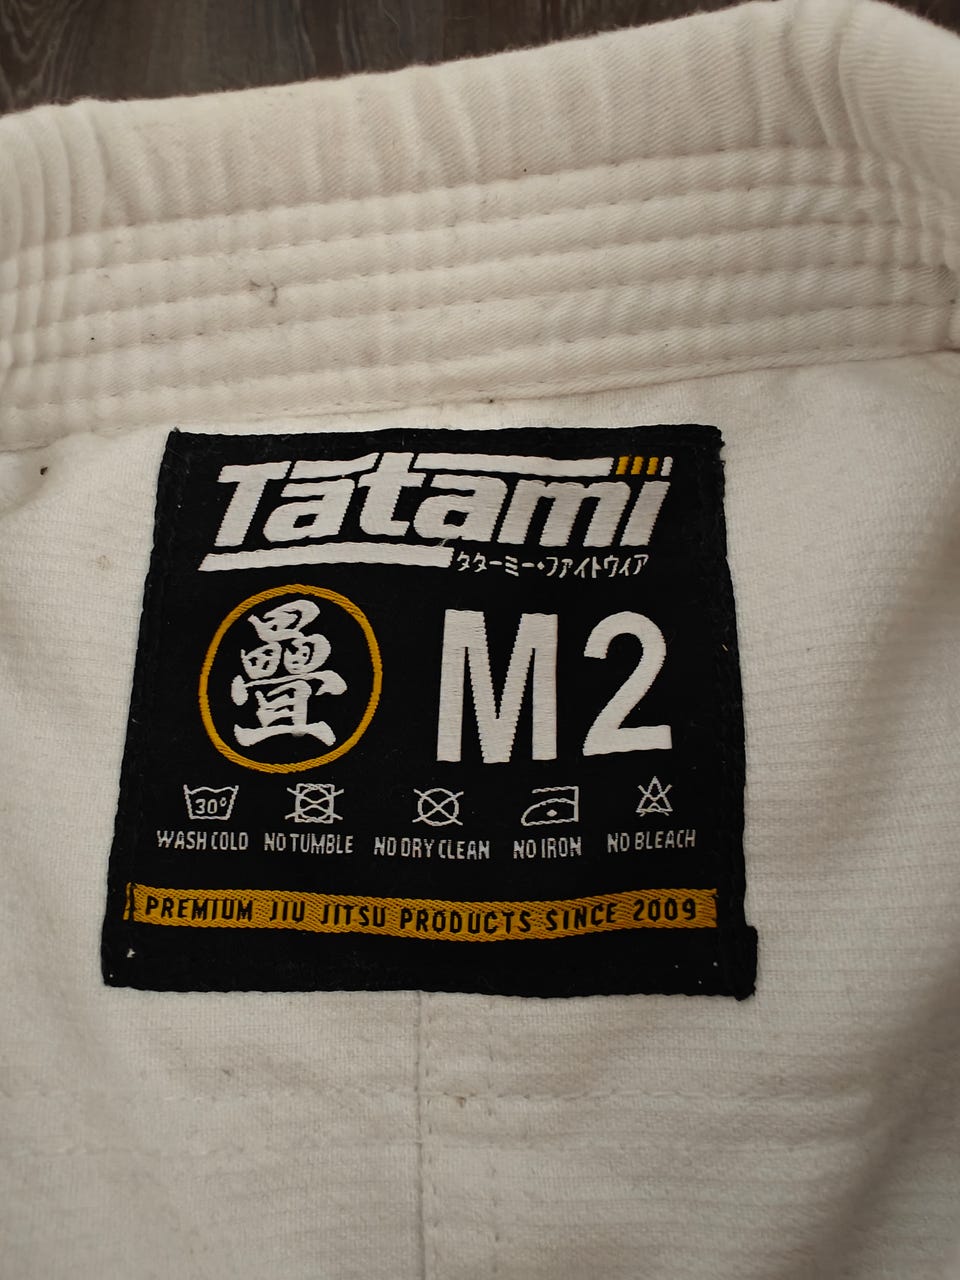 Tatami
タターミー・ファイトウィア
疊
M2
30°
WASH COLD NO TUMBLE NO DRY CLEAN NO IRON NO BLEACH
PREMIUM JIU JITSU PRODUCTS SINCE 2009